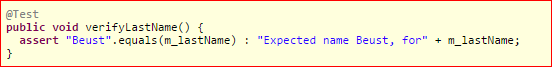 @Test
public void verifyLastName() {
  assert "Beust".equals(m_lastName) : "Expected name Beust, for" + m_lastName;
}